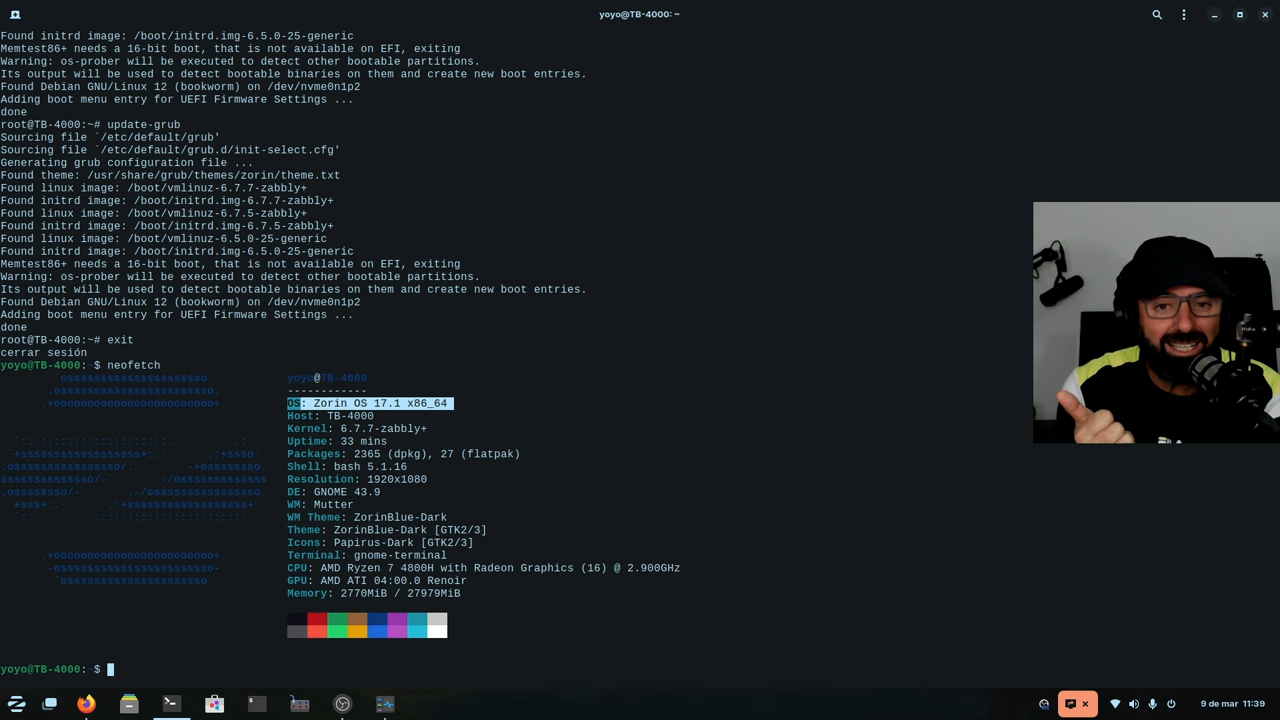 yoyo@TB-4000: ~
Found initrd image: /boot/initrd.img-6.5.0-25-generic
Memtest86+ needs a 16-bit boot, that is not available on EFI, exiting
Warning: os-prober will be executed to detect other bootable partitions.
Its output will be used to detect bootable binaries on them and create new boot entries.
Found Debian GNU/Linux 12 (bookworm) on /dev/nvme0n1p2
Adding boot menu entry for UEFI Firmware Settings ...
done
root@TB-4000:~# update-grub
Sourcing file `/etc/default/grub'
Sourcing file `/etc/default/grub.d/init-select.cfg'
Generating grub configuration file ...
Found theme: /usr/share/grub/themes/zorin/theme.txt
Found linux image: /boot/vmlinuz-6.7.7-zabbly+
Found initrd image: /boot/initrd.img-6.7.7-zabbly+
Found linux image: /boot/vmlinuz-6.7.5-zabbly+
Found initrd image: /boot/initrd.img-6.7.5-zabbly+
Found linux image: /boot/vmlinuz-6.5.0-25-generic
Found initrd image: /boot/initrd.img-6.5.0-25-generic
Memtest86+ needs a 16-bit boot, that is not available on EFI, exiting
Warning: os-prober will be executed to detect other bootable partitions.
Its output will be used to detect bootable binaries on them and create new boot entries.
Found Debian GNU/Linux 12 (bookworm) on /dev/nvme0n1p2
Adding boot menu entry for UEFI Firmware Settings ...
done
root@TB-4000:~# exit
cerrar sesión
yoyo@TB-4000: $ neofetch
yoyo@TB-4000
------------
OS: Zorin OS 17.1 x86_64
Host: TB-4000
Kernel: 6.7.7-zabbly+
Uptime: 33 mins
Packages: 2365 (dpkg), 27 (flatpak)
Shell: bash 5.1.16
Resolution: 1920x1080
DE: GNOME 43.9
WM: Mutter
WM Theme: ZorinBlue-Dark
Theme: ZorinBlue-Dark [GTK2/3]
Icons: Papirus-Dark [GTK2/3]
Terminal: gnome-terminal
CPU: AMD Ryzen 7 4800H with Radeon Graphics (16) @ 2.900GHz
GPU: AMD ATI 04:00.0 Renoir
Memory: 2770MiB / 27979MiB
yoyo@TB-4000: $
9 de mar 11:39